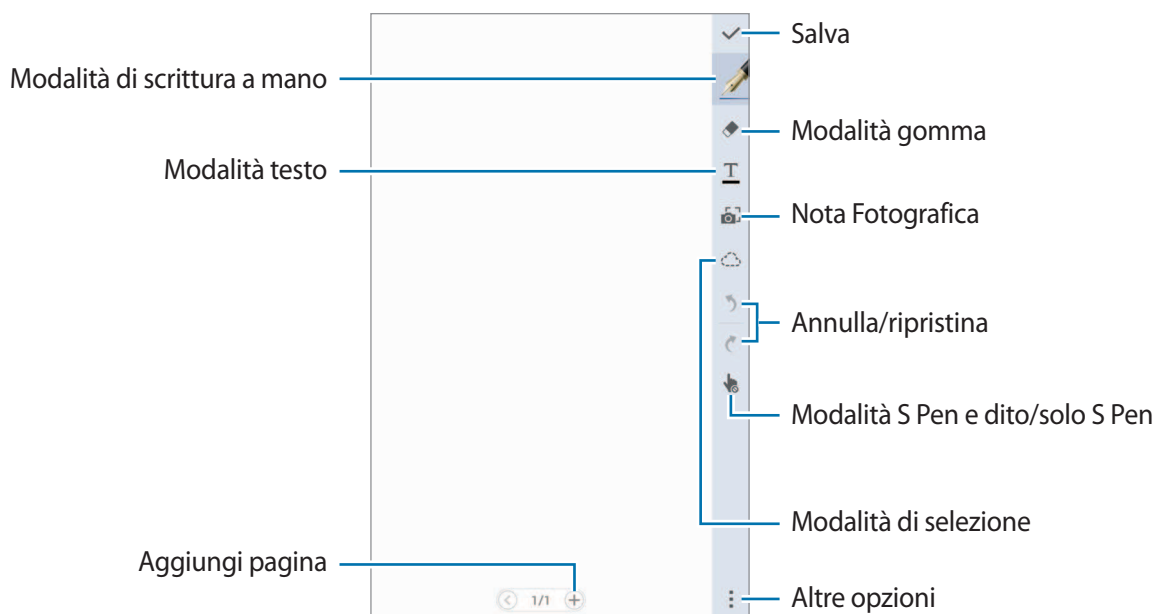 Salva
Modalità di scrittura a mano
Modalità gomma
Modalità testo
T
Nota Fotografica
Annulla/ripristina
Modalità S Pen e dito/solo S Pen
Modalità di selezione
Aggiungi pagina
1/1
Altre opzioni